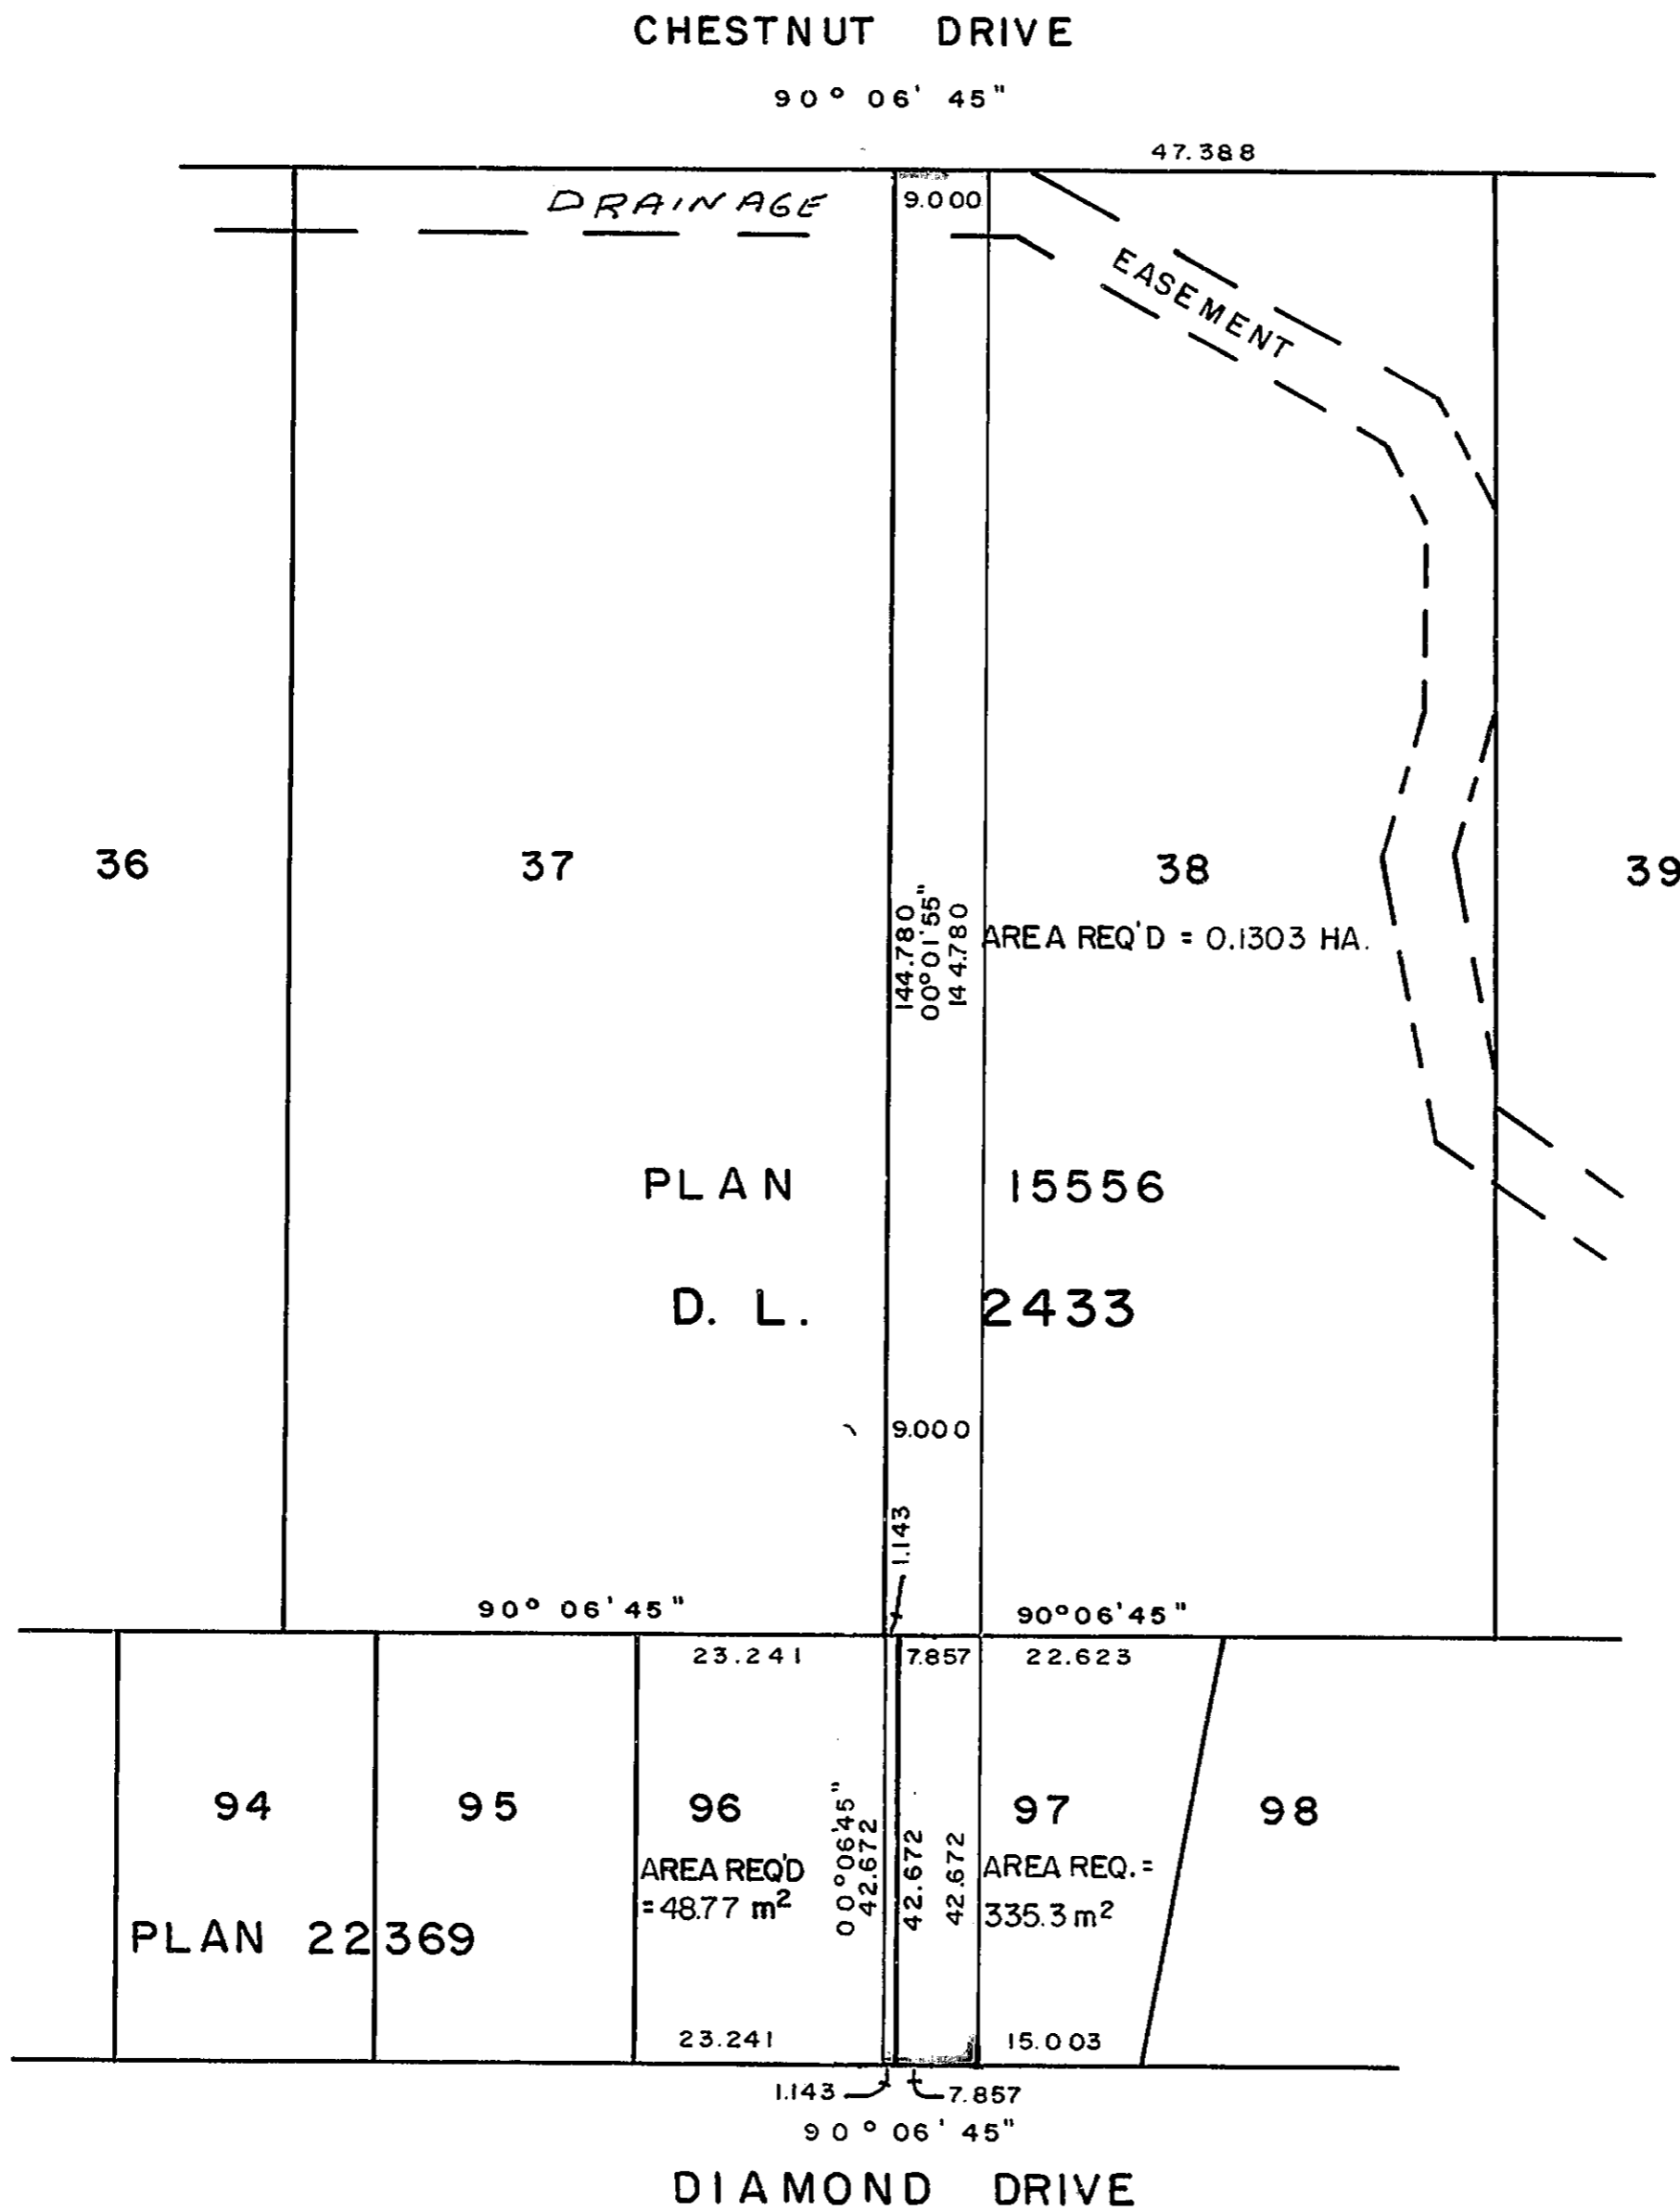 CHESTNUT DRIVE
90° 06' 45"
47.388
DRAINAGE
9.000
EASEMENT
36
37
38
39
144.780
00°01'55"
144.780
AREA REQ'D = 0.1303 HA.
PLAN 15556
D. L. 2433
9.000
1.143
90° 06' 45"
90°06'45"
23.241
7.857
22.623
94
95
96
97
98
AREA REQ'D
=48.77 m²
00°06'45"
42.672
42.672
42.672
AREA REQ. =
335.3 m²
PLAN 22369
23.241
15.003
1.143
7.857
90° 06' 45"
DIAMOND DRIVE